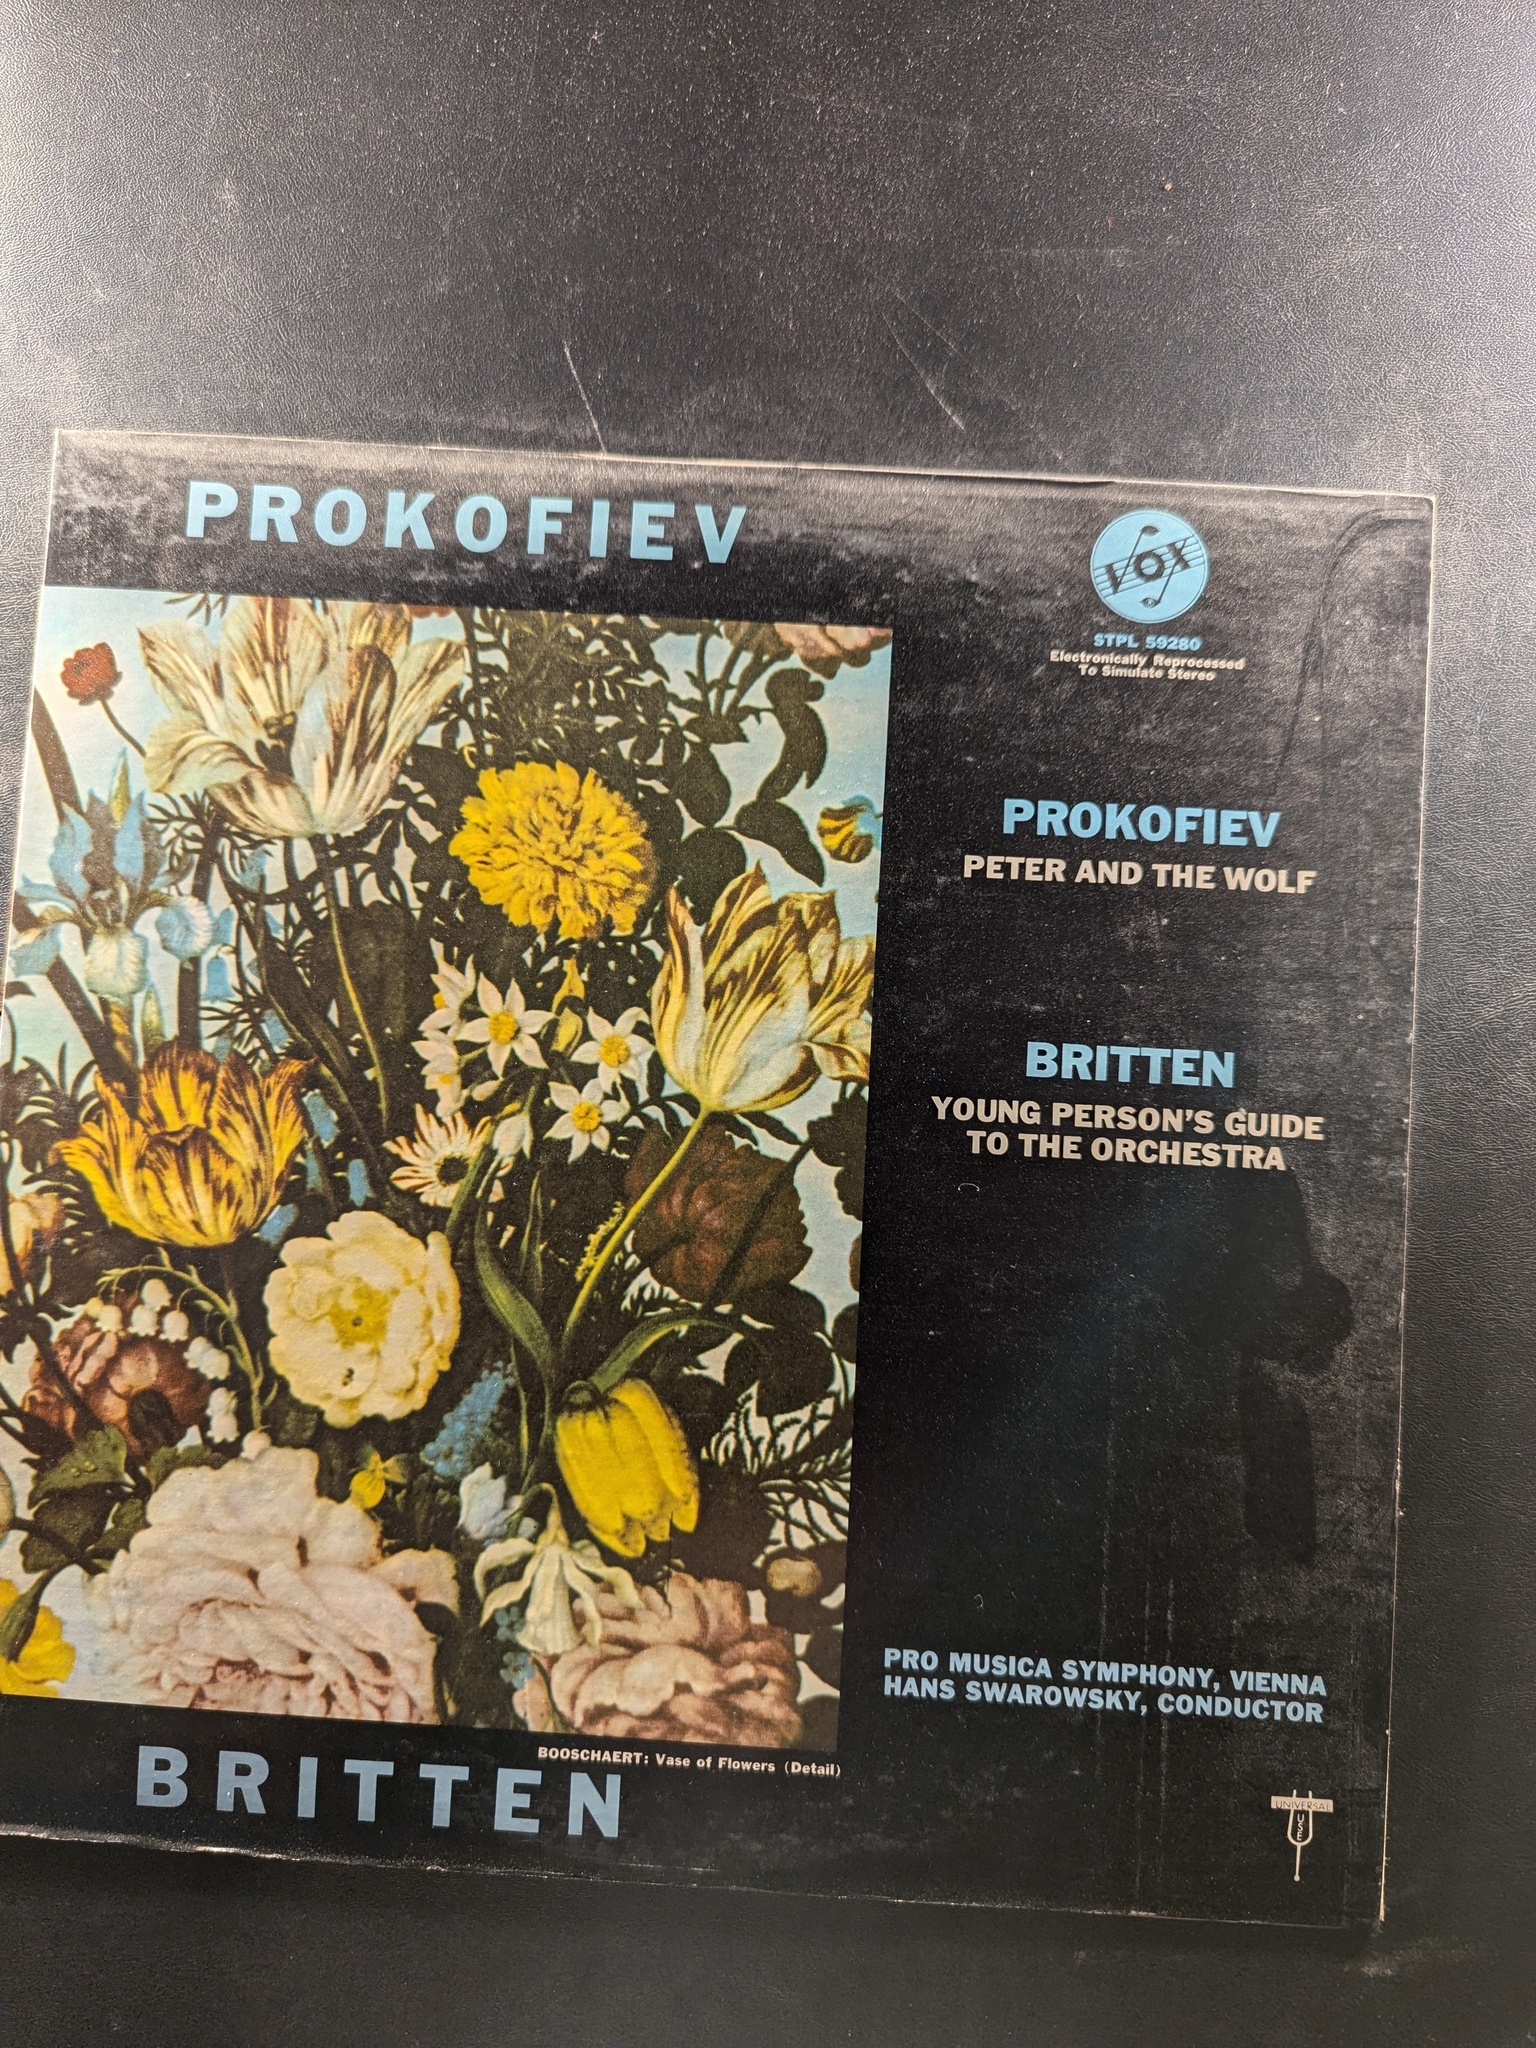 PROKOFIEV
VOX
STPL 59280
Electronically Reprocessed
To Simulate Stereo
PROKOFIEV
PETER AND THE WOLF
BRITTEN
YOUNG PERSON'S GUIDE
TO THE ORCHESTRA
PRO MUSICA SYMPHONY, VIENNA
HANS SWAROWSKY, CONDUCTOR
BOOSCHAERT: Vase of Flowers (Detail)
BRITTEN
UNIVERSAL
USE